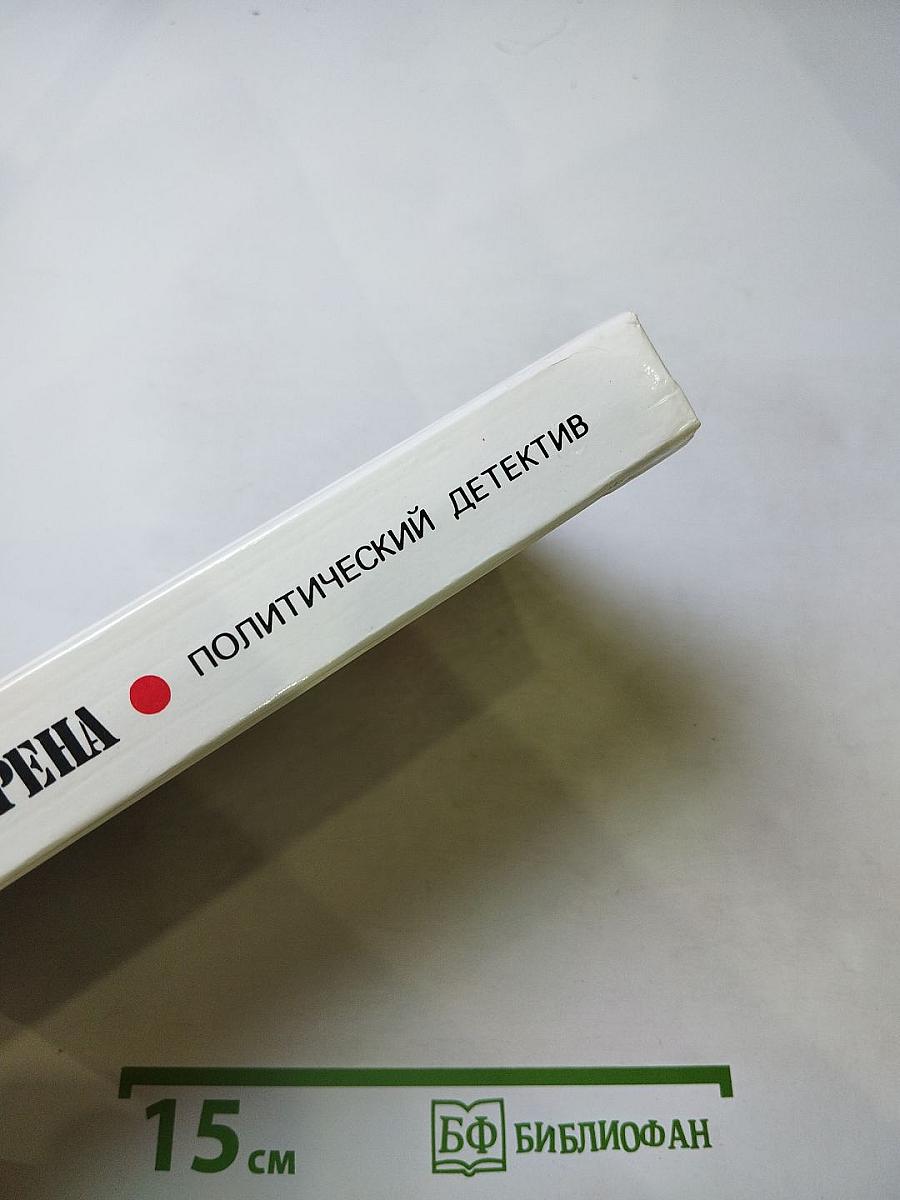 РЕНА ● ПОЛИТИЧЕСКИЙ ДЕТЕКТИВ
15 см
БФ БИБЛИОФАН